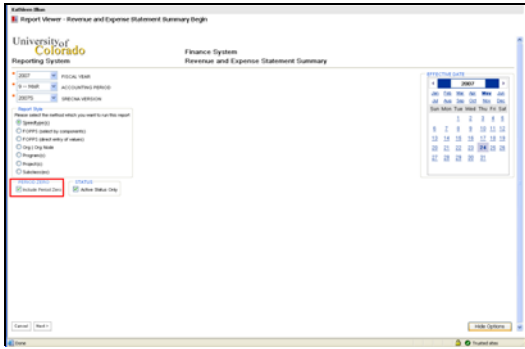 Kathleen Blue
Report Viewer - Revenue and Expense Statement Summary Begin
University of Colorado
Reporting System
Finance System
Revenue and Expense Statement Summary
* 2007 FISCAL YEAR
* ACCOUNTING PERIOD
* 2007S VERSION
Report Style
Please select the method which you want to run this report
Speedtype(s)
FOPPS (select by components)
FOPPS (direct entry of values)
Org | Org Node
Program(s)
Project(s)
Subclass(es)
PERIOD ZERO
Include Period Zero
STATUS
Active Status Only
EFFECTIVE DATE
2007
Jan Feb Mar Apr May Jun
Jul Aug Sep Oct Nov Dec
Sun Mon Tue Wed Thu Fri Sat
1 2 3 4 5
6 7 8 9 10 11 12
13 14 15 16 17 18 19
20 21 22 23 24 25 26
27 28 29 30 31
Cancel Next >
Hide Options
Done
Trusted sites